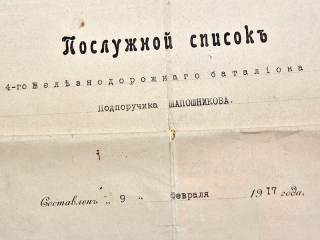 Послужной списокъ
4-го Желѣзнодорожнаго баталіона
Подпоручика ШАПОШНИКОВА.
Составленъ „ 9 „ Февраля 1917 года.